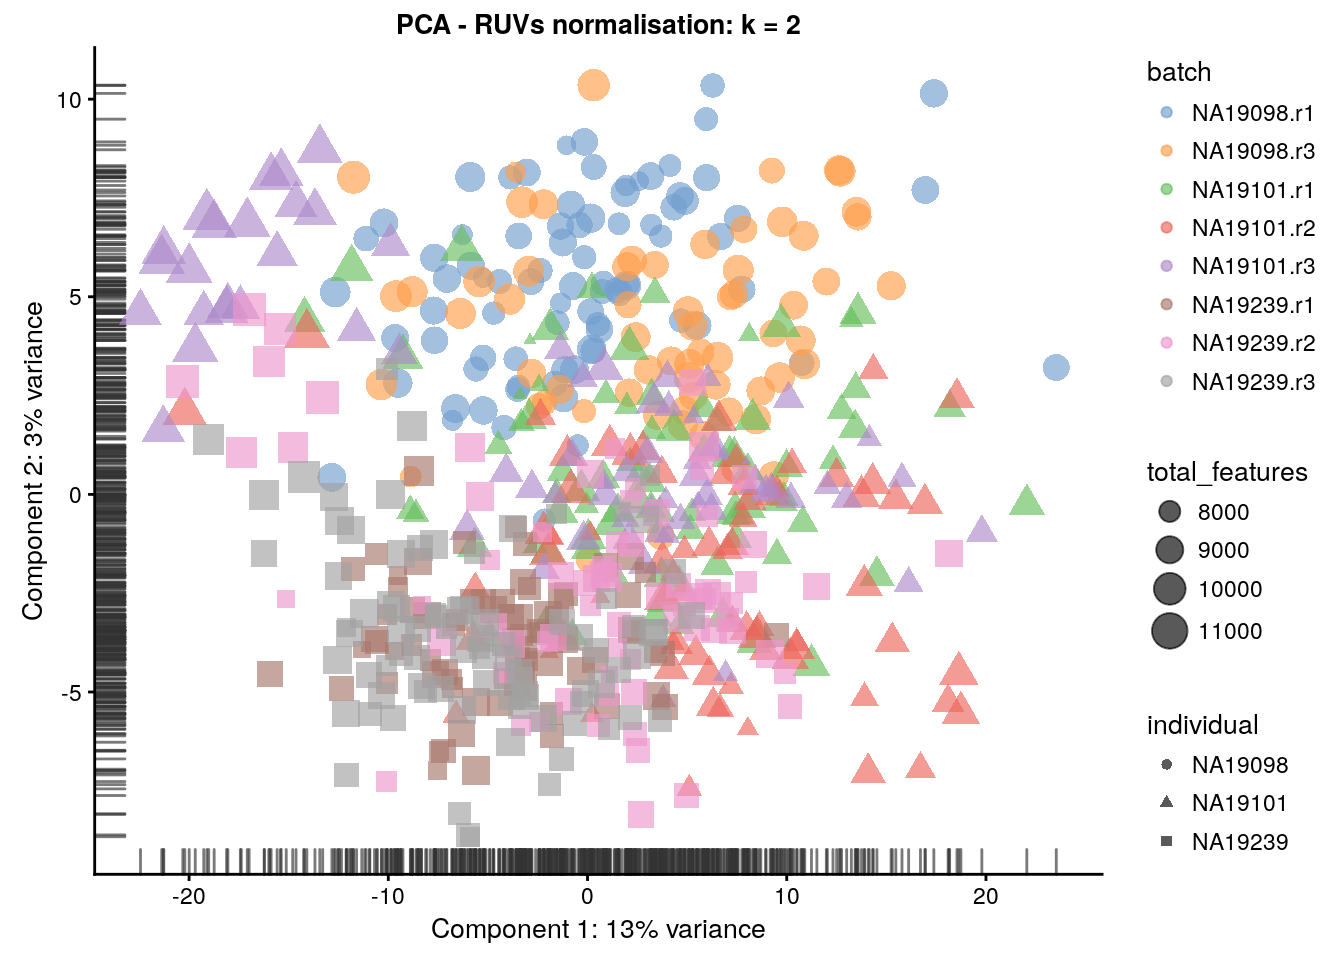 PCA - RUVs normalisation: k = 2
Component 2: 3% variance
10
5
0
-5
-20
-10
0
10
20
Component 1: 13% variance
batch
NA19098.r1
NA19098.r3
NA19101.r1
NA19101.r2
NA19101.r3
NA19239.r1
NA19239.r2
NA19239.r3
total_features
8000
9000
10000
11000
individual
NA19098
NA19101
NA19239